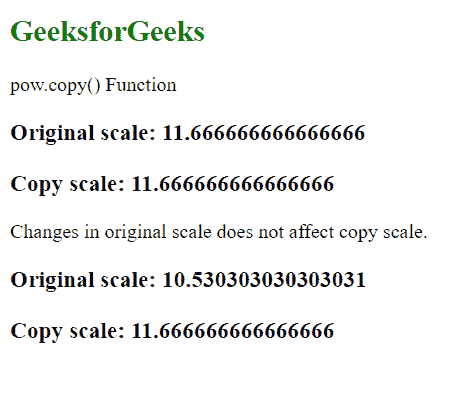 GeeksforGeeks
pow.copy() Function
Original scale: 11.666666666666666
Copy scale: 11.666666666666666
Changes in original scale does not affect copy scale.
Original scale: 10.530303030303031
Copy scale: 11.666666666666666